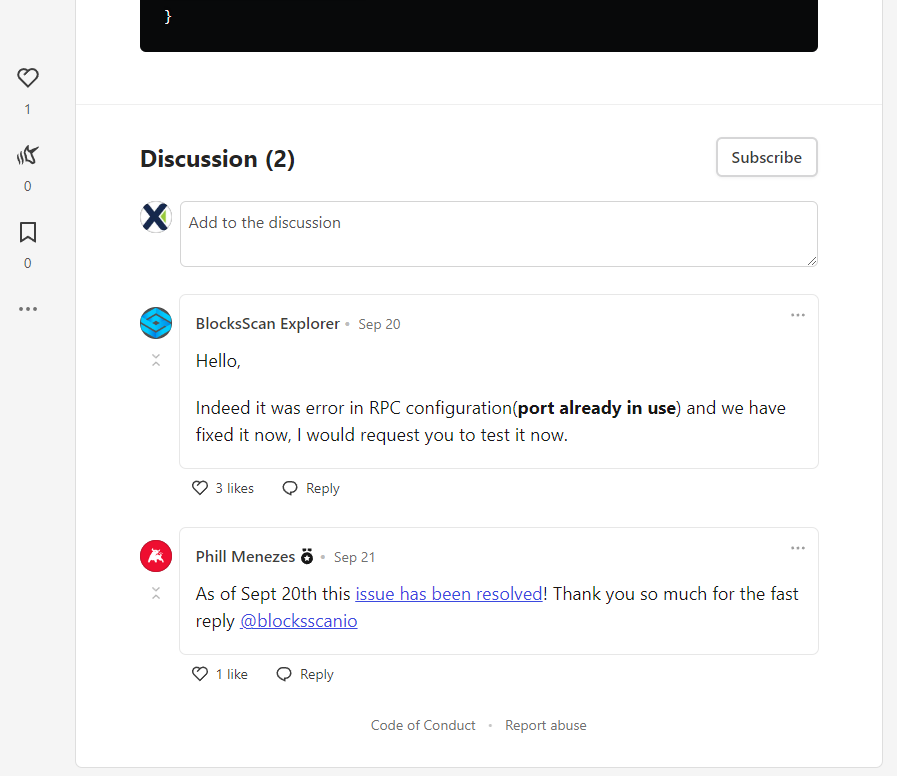 }
1
0
0
Discussion (2)
Subscribe
Add to the discussion
BlocksScan Explorer • Sep 20
Hello,
Indeed it was error in RPC configuration(port already in use) and we have
fixed it now, I would request you to test it now.
3 likes
Reply
Phill Menezes • Sep 21
As of Sept 20th this issue has been resolved! Thank you so much for the fast
reply @blocksscanio
1 like
Reply
Code of Conduct • Report abuse